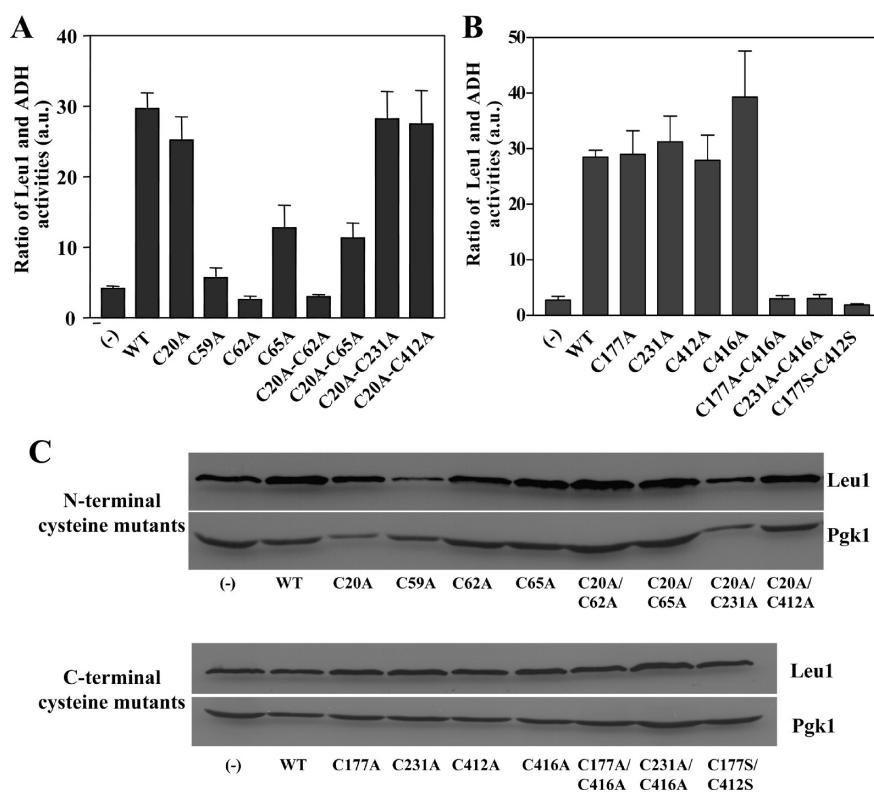 A
Ratio of Leu1 and ADH
activities (a.u.)
40
30
20
10
0
(-)
WT
C20A
C59A
C62A
C65A
C20A-C62A
C20A-C65A
C20A-C231A
C20A-C412A
B
Ratio of Leu1 and ADH
activities (a.u.)
50
40
30
20
10
0
(-)
WT
C177A
C231A
C412A
C416A
C177A-C416A
C231A-C416A
C177S-C412S
C
N-terminal
cysteine mutants
Leu1
Pgk1
(-) WT C20A C59A C62A C65A C20A/ C20A/ C20A/ C20A/
C62A C65A C231A C412A
C-terminal
cysteine mutants
Leu1
Pgk1
(-) WT C177A C231A C412A C416A C177A/ C231A/ C177S/
C416A C416A C412S